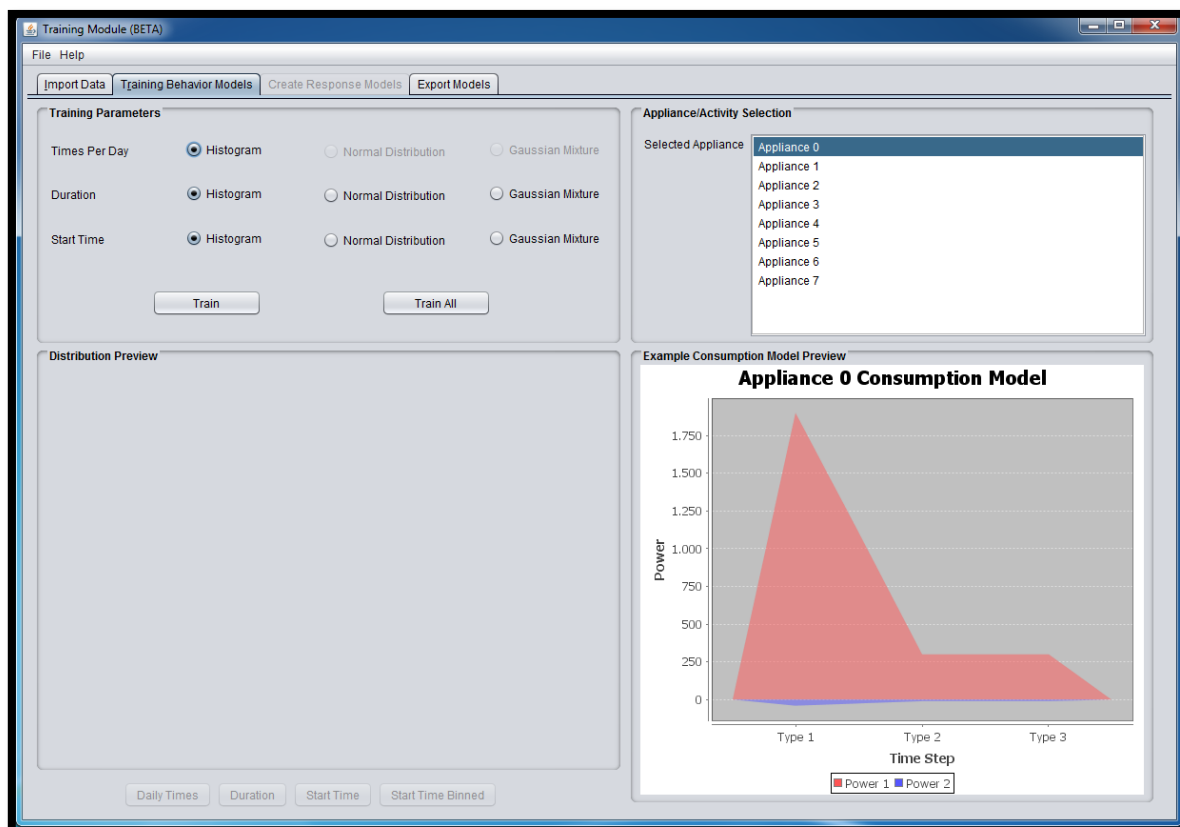 Training Module (BETA)
File Help
Import Data Training Behavior Models Create Response Models Export Models
Training Parameters
Times Per Day Histogram Normal Distribution Gaussian Mixture
Duration Histogram Normal Distribution Gaussian Mixture
Start Time Histogram Normal Distribution Gaussian Mixture
Train Train All
Appliance/Activity Selection
Selected Appliance
Appliance 0
Appliance 1
Appliance 2
Appliance 3
Appliance 4
Appliance 5
Appliance 6
Appliance 7
Distribution Preview
Daily Times Duration Start Time Start Time Binned
Example Consumption Model Preview
Appliance 0 Consumption Model
Power
1.750
1.500
1.250
1.000
750
500
250
0
Type 1 Type 2 Type 3
Time Step
Power 1 Power 2